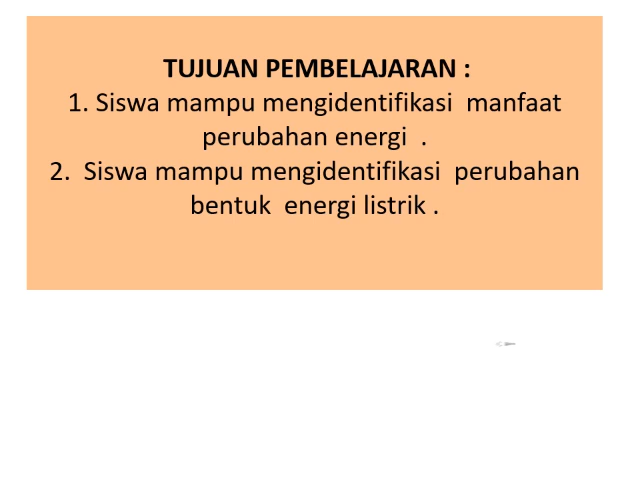 TUJUAN PEMBELAJARAN :
1. Siswa mampu mengidentifikasi  manfaat
perubahan energi  .
2.  Siswa mampu mengidentifikasi  perubahan
bentuk  energi listrik .